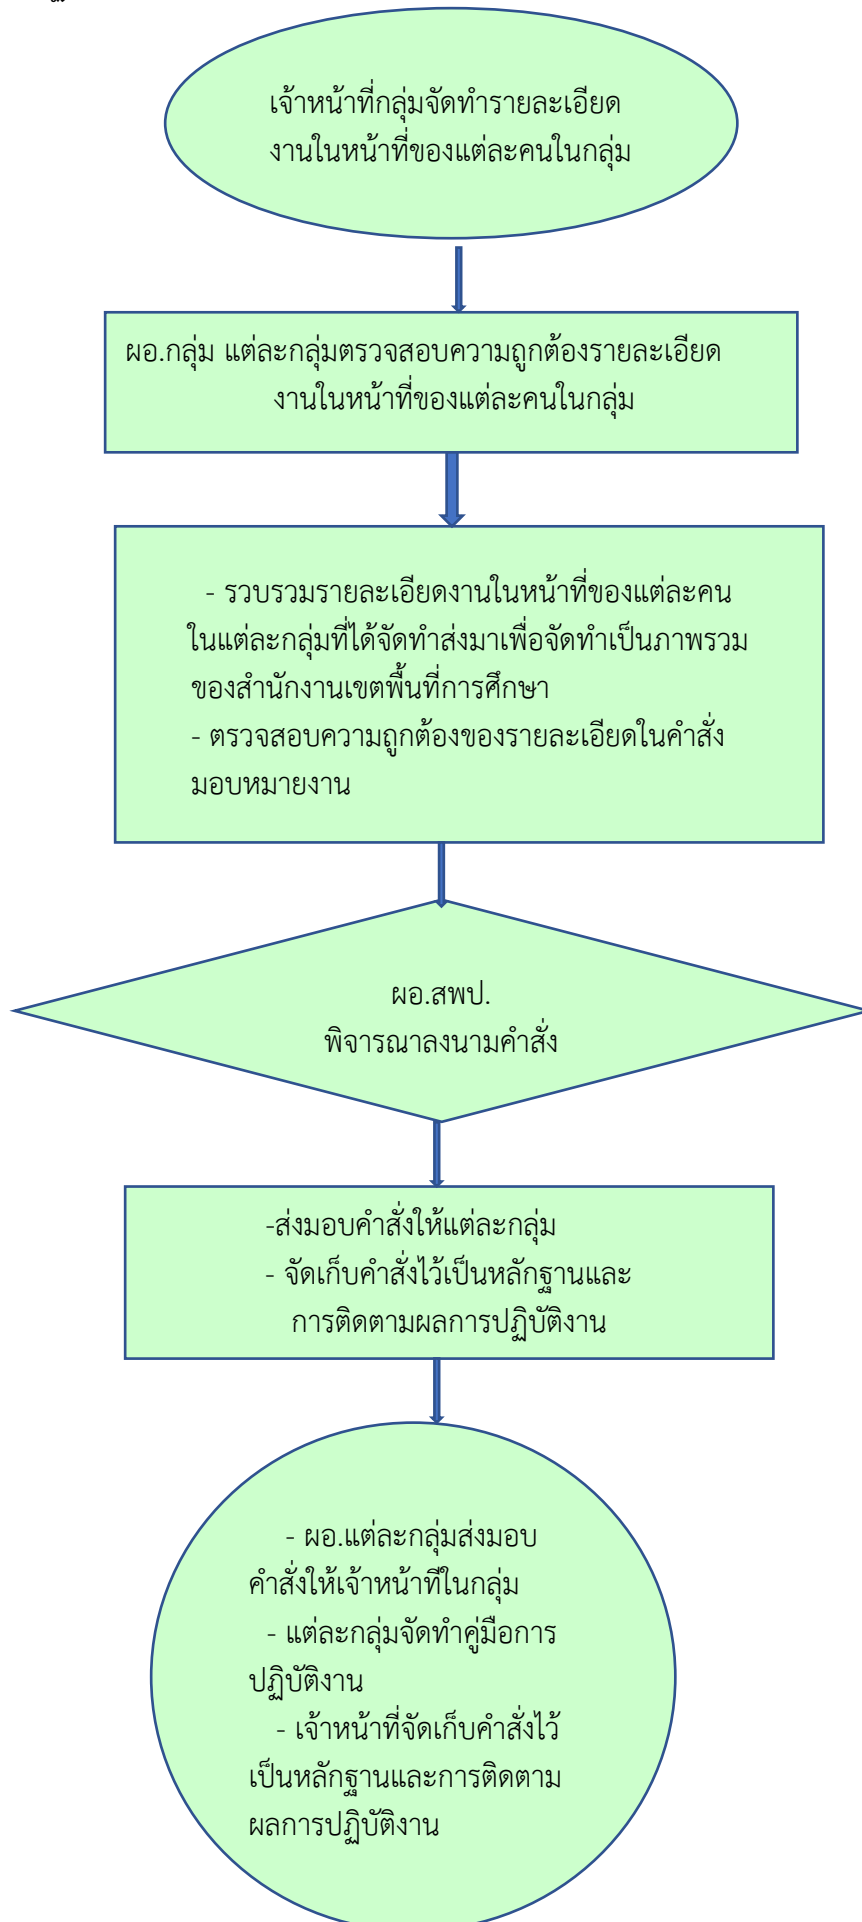 เจ้าหน้าที่กลุ่มจัดทำรายละเอียด
งานในหน้าที่ของแต่ละคนในกลุ่ม
ผอ.กลุ่ม แต่ละกลุ่มตรวจสอบความถูกต้องรายละเอียด
งานในหน้าที่ของแต่ละคนในกลุ่ม
- รวบรวมรายละเอียดงานในหน้าที่ของแต่ละคน
ในแต่ละกลุ่มที่ได้จัดทำส่งมาเพื่อจัดทำเป็นภาพรวม
ของสำนักงานเขตพื้นที่การศึกษา
- ตรวจสอบความถูกต้องของรายละเอียดในคำสั่ง
มอบหมายงาน
ผอ.สพป.
พิจารณาลงนามคำสั่ง
-ส่งมอบคำสั่งให้แต่ละกลุ่ม
- จัดเก็บคำสั่งไว้เป็นหลักฐานและ
การติดตามผลการปฏิบัติงาน
- ผอ.แต่ละกลุ่มส่งมอบ
คำสั่งให้เจ้าหน้าทีในกลุ่ม
- แต่ละกลุ่มจัดทำคู่มือการ
ปฏิบัติงาน
- เจ้าหน้าที่จัดเก็บคำสั่งไว้
เป็นหลักฐานและการติดตาม
ผลการปฏิบัติงาน